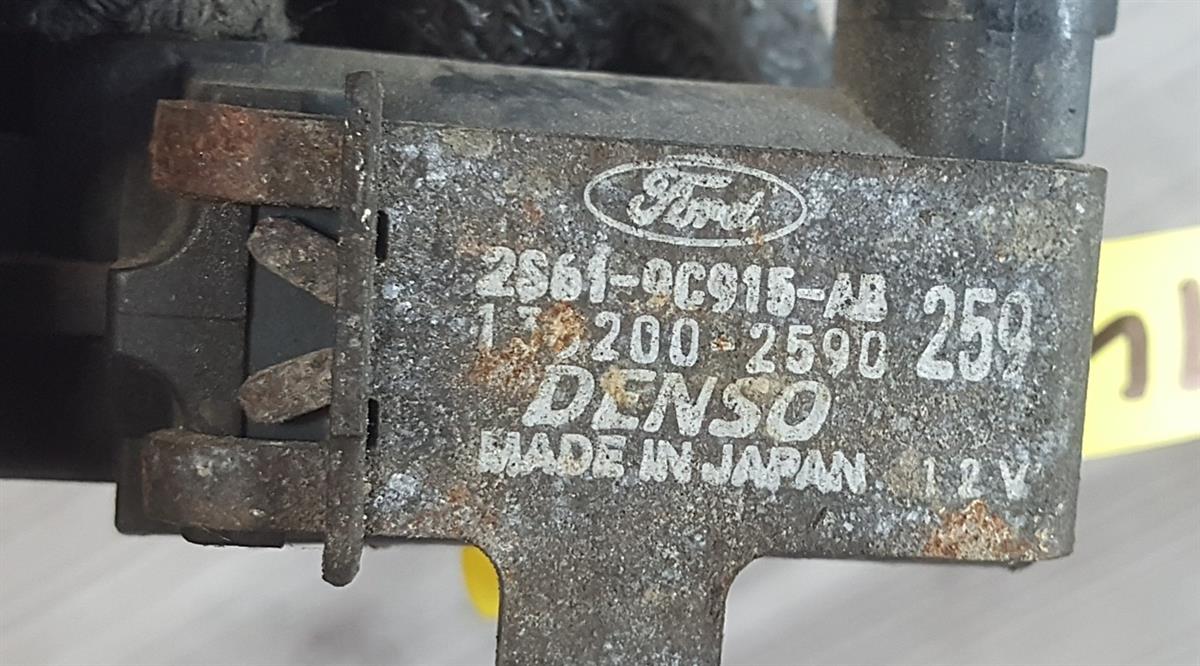 Ford
2S61-9C915-AB
200-2590
259
DENSO
MADE IN JAPAN
12V